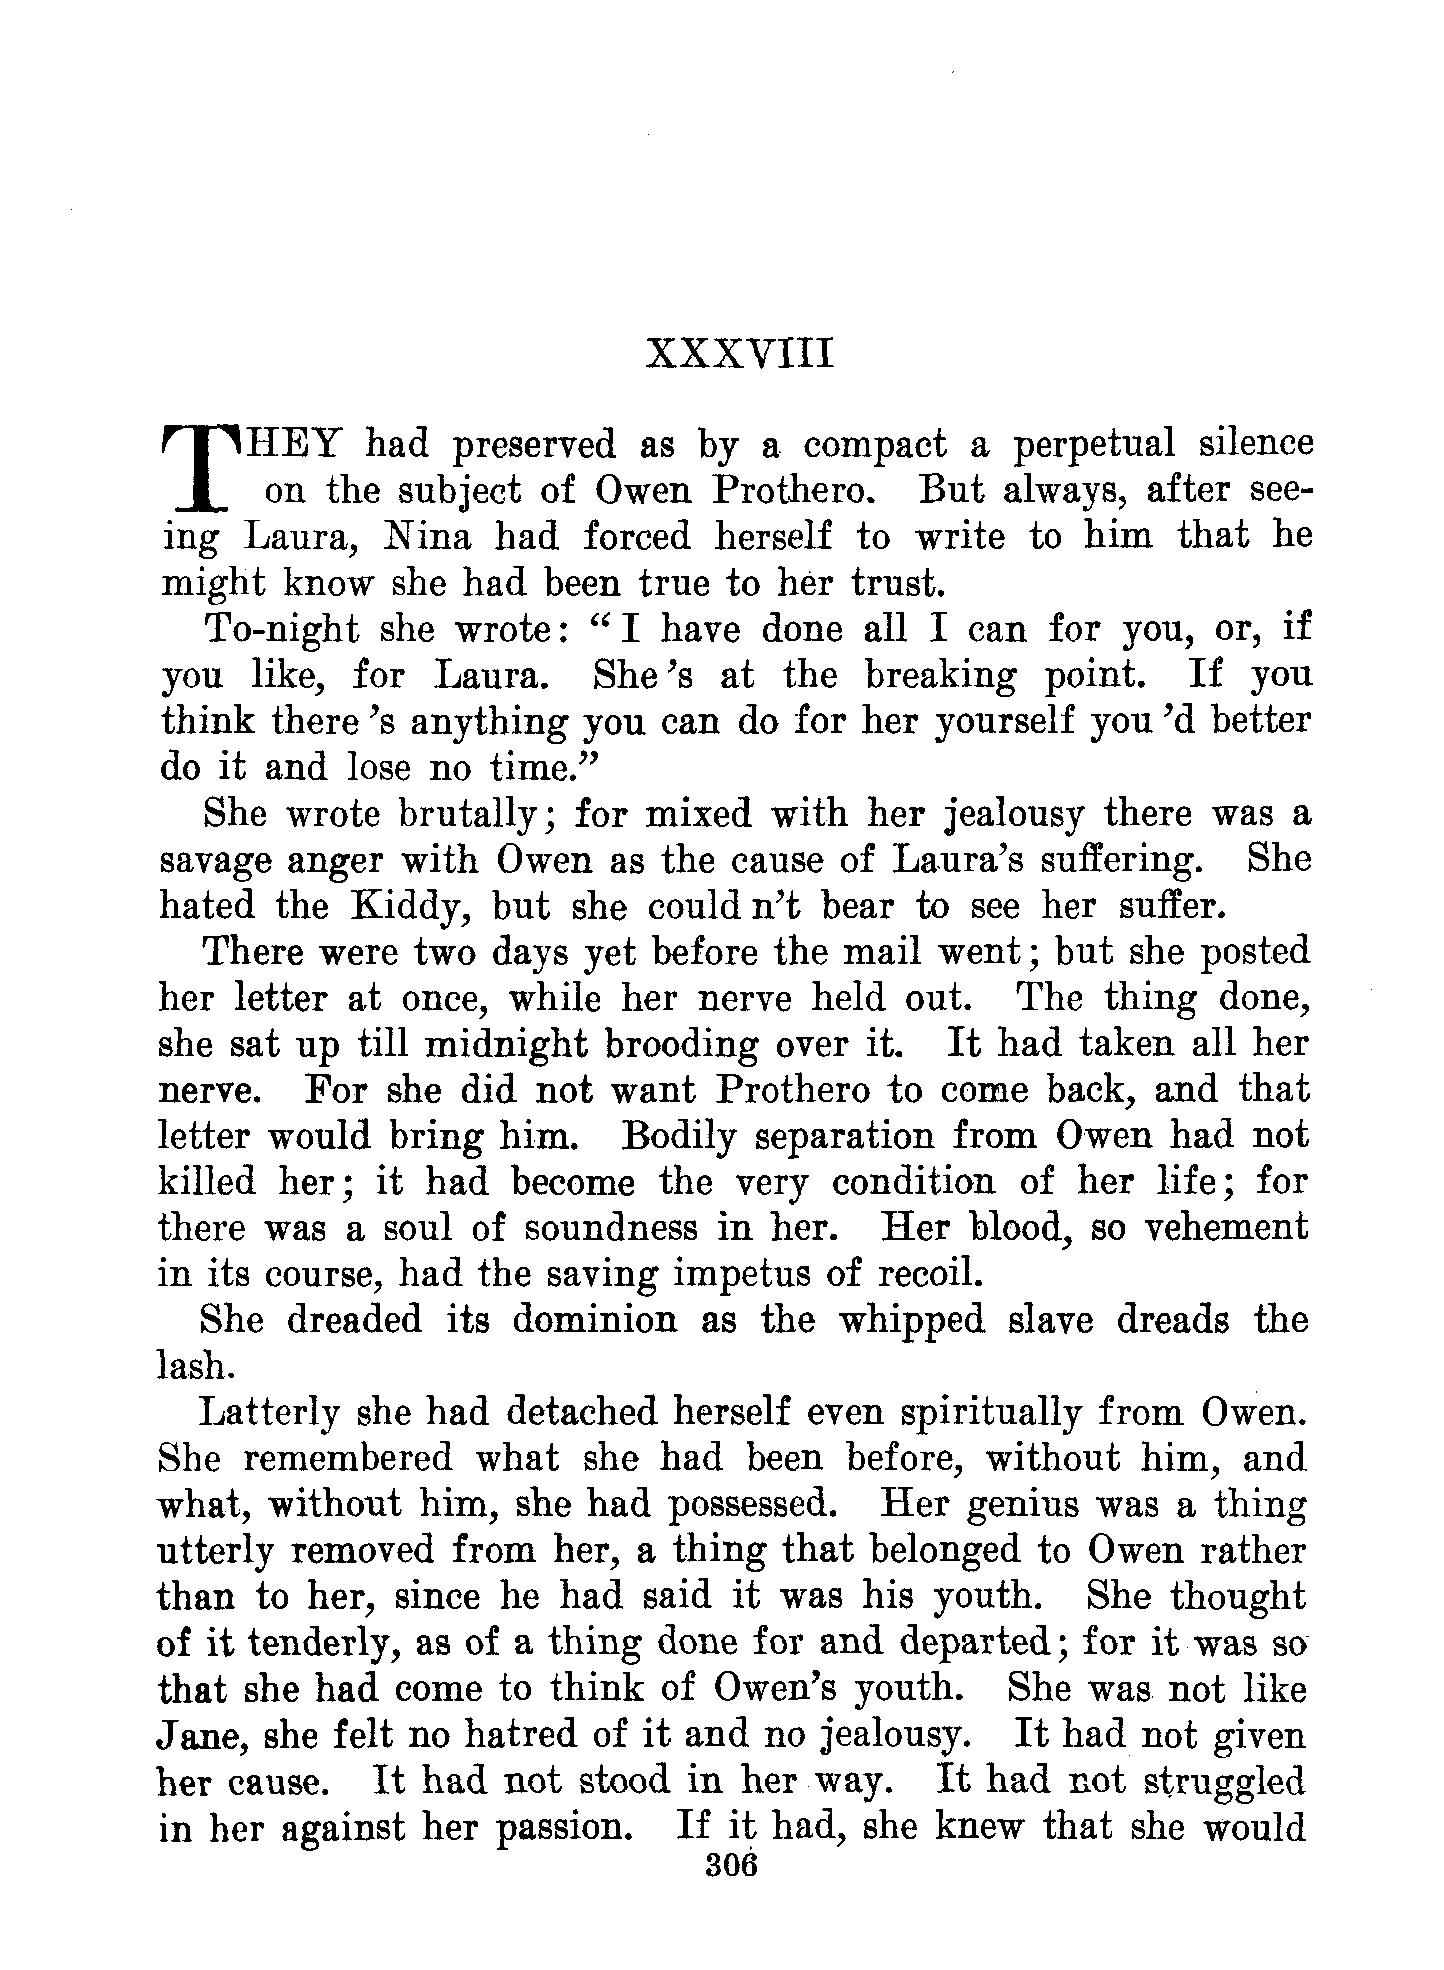 XXXVIII
THEY had preserved as by a compact a perpetual silence
on the subject of Owen Prothero. But always, after see-
ing Laura, Nina had forced herself to write to him that he
might know she had been true to her trust.
To-night she wrote: “ I have done all I can for you, or, if
you like, for Laura. She ’s at the breaking point. If you
think there ’s anything you can do for her yourself you ’d better
do it and lose no time.”
She wrote brutally; for mixed with her jealousy there was a
savage anger with Owen as the cause of Laura’s suffering. She
hated the Kiddy, but she could n’t bear to see her suffer.
There were two days yet before the mail went; but she posted
her letter at once, while her nerve held out. The thing done,
she sat up till midnight brooding over it. It had taken all her
nerve. For she did not want Prothero to come back, and that
letter would bring him. Bodily separation from Owen had not
killed her; it had become the very condition of her life; for
there was a soul of soundness in her. Her blood, so vehement
in its course, had the saving impetus of recoil.
She dreaded its dominion as the whipped slave dreads the
lash.
Latterly she had detached herself even spiritually from Owen.
She remembered what she had been before, without him, and
what, without him, she had possessed. Her genius was a thing
utterly removed from her, a thing that belonged to Owen rather
than to her, since he had said it was his youth. She thought
of it tenderly, as of a thing done for and departed; for it was so
that she had come to think of Owen’s youth. She was not like
Jane, she felt no hatred of it and no jealousy. It had not given
her cause. It had not stood in her way. It had not struggled
in her against her passion. If it had, she knew that she would
306